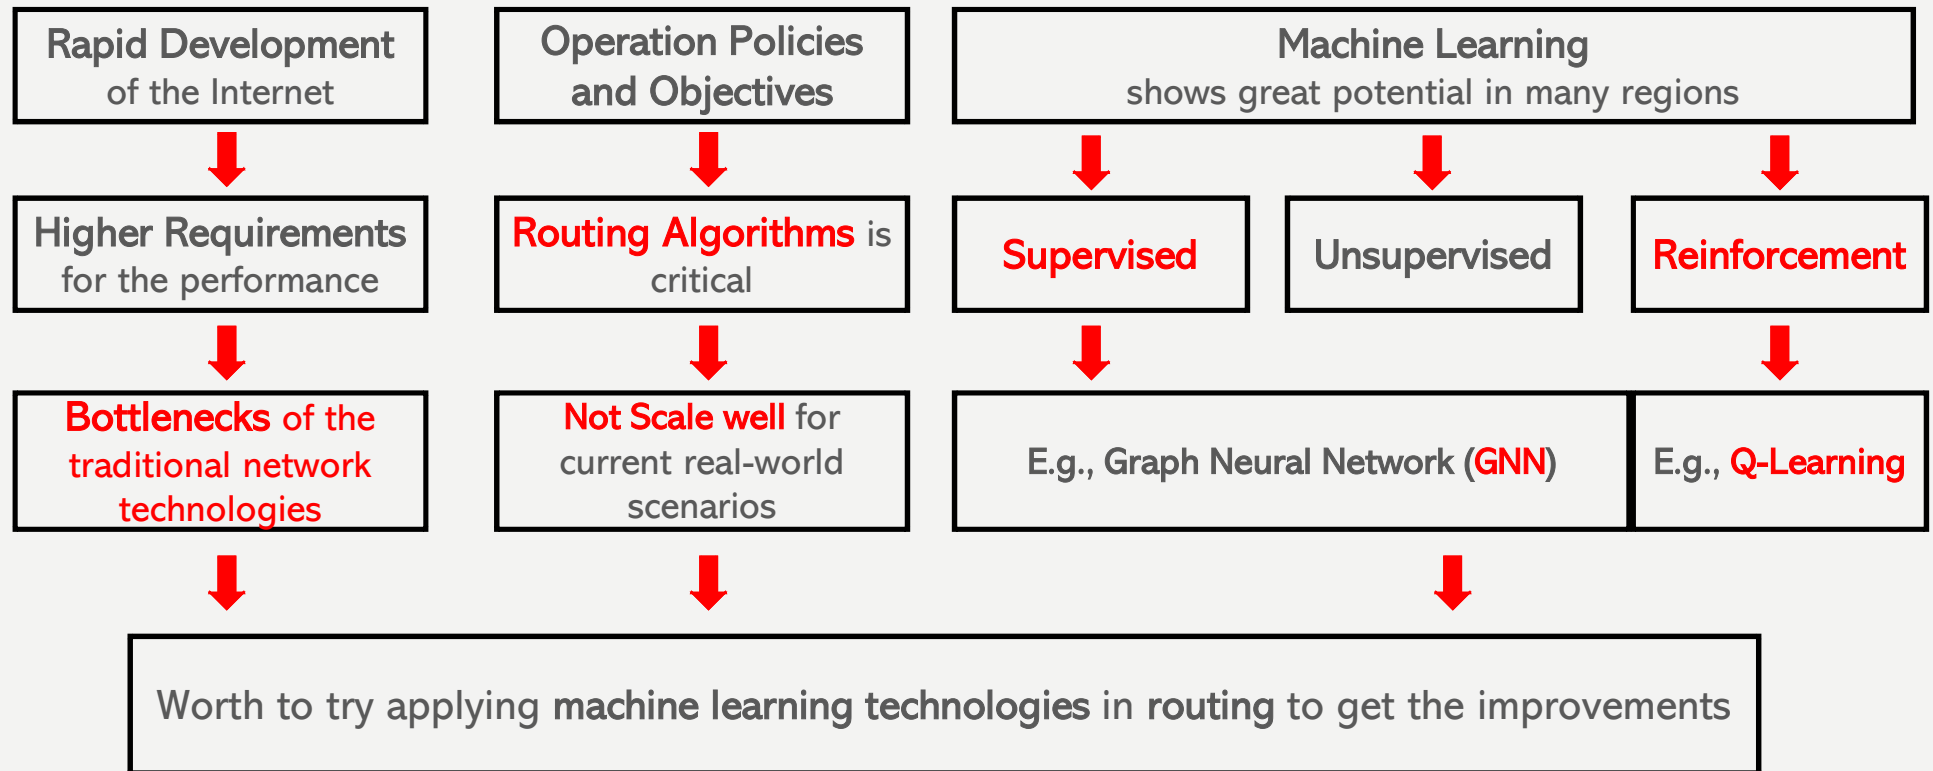 Rapid Development
of the Internet
Operation Policies
and Objectives
Machine Learning
shows great potential in many regions
Higher Requirements
for the performance
Routing Algorithms is
critical
Supervised
Unsupervised
Reinforcement
Bottlenecks of the
traditional network
technologies
Not Scale well for
current real-world
scenarios
E.g., Graph Neural Network (GNN)
E.g., Q-Learning
Worth to try applying machine learning technologies in routing to get the improvements